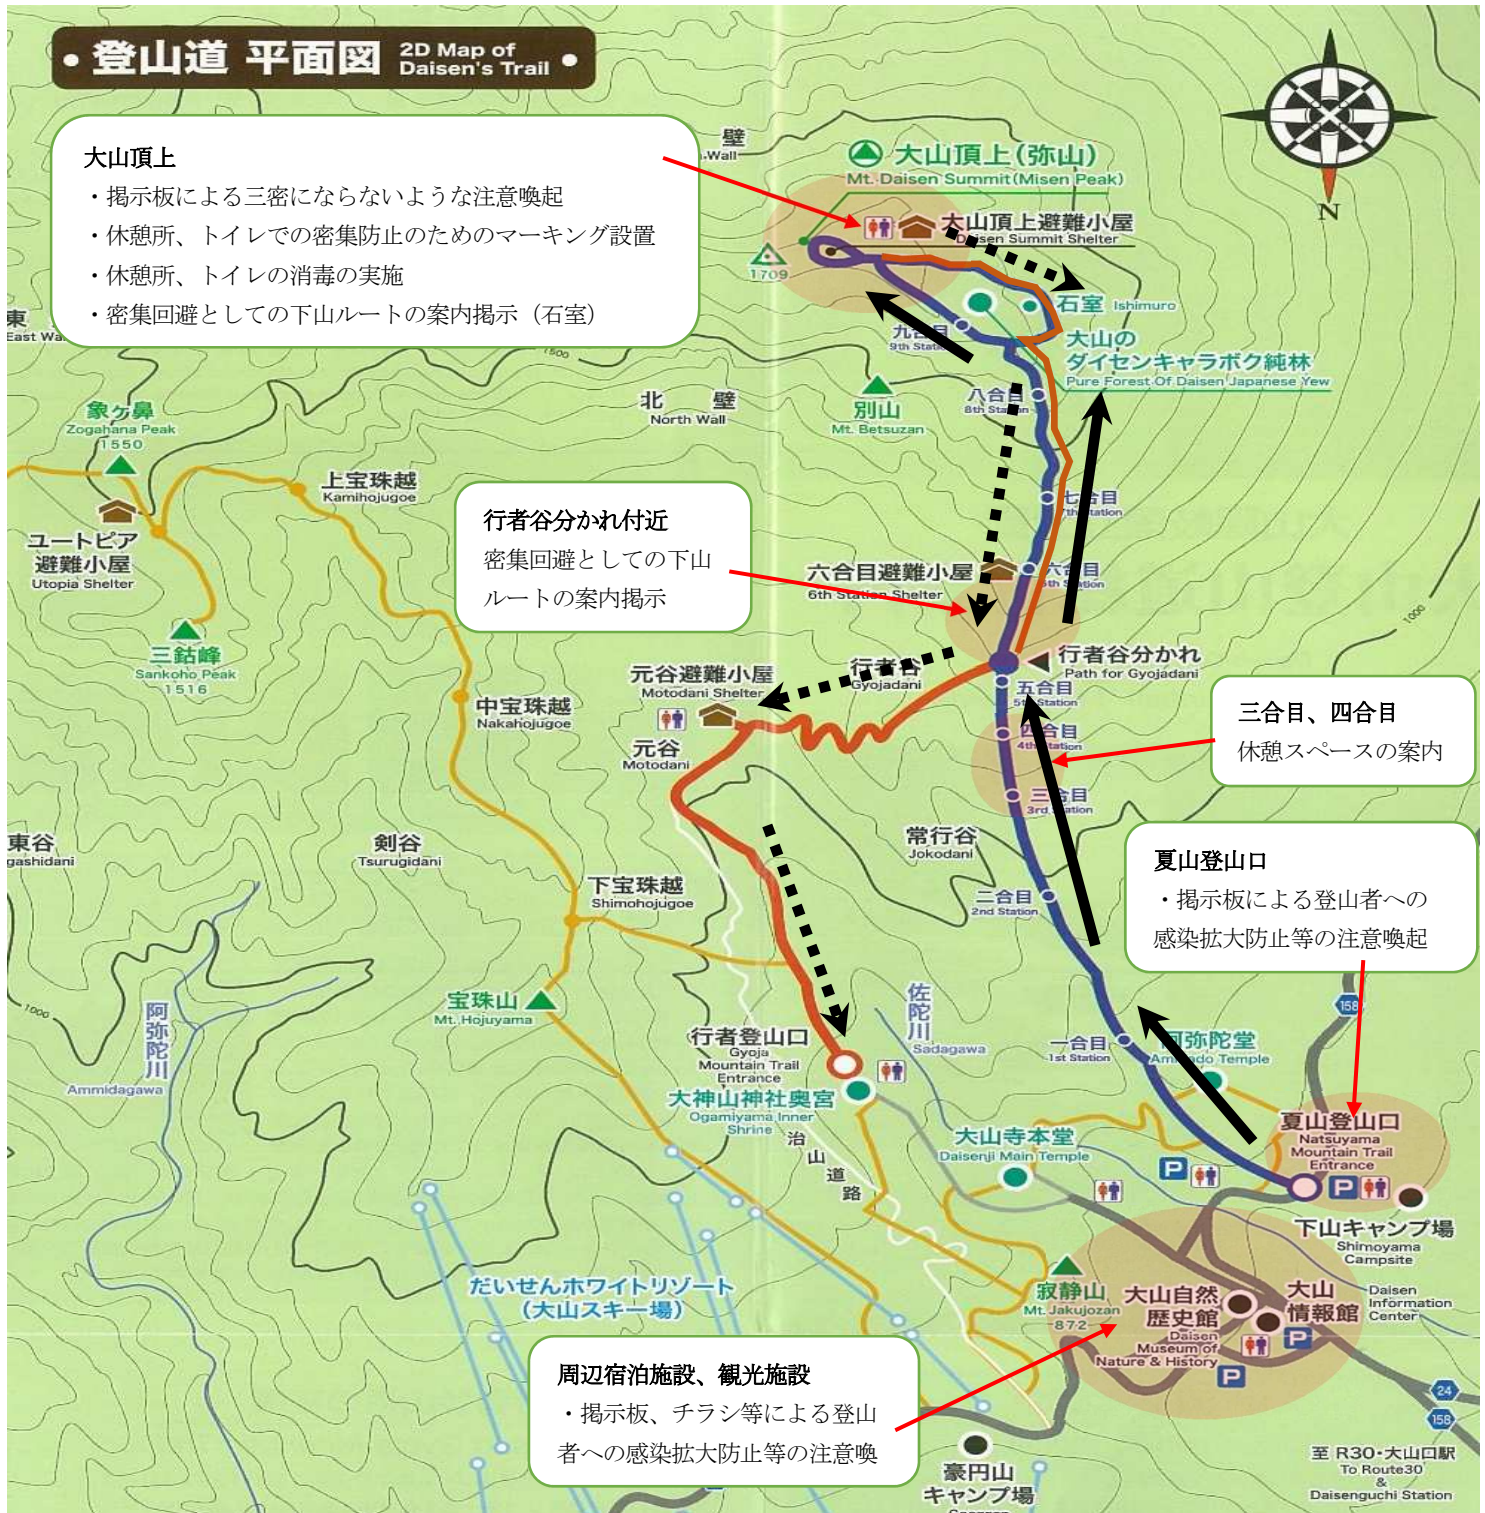 ・登山道 平面図・
2D Map of
Daisen's Trail
大山頂上
・掲示板による三密にならないような注意喚起
・休憩所、トイレでの密集防止のためのマーキング設置
・休憩所、トイレの消毒の実施
・密集回避としての下山ルートの案内掲示（石室）
壁
Wall
大山頂上(弥山)
Mt. Daisen Summit(Misen Peak)
N
大山頂上避難小屋
Daisen Summit Shelter
1709
石室 Ishimuro
九合目
9th Station
大山の
ダイセンキャラボク純林
Pure Forest Of Daisen Japanese Yew
東
East Wa
1500
八合目
8th Station
別山
Mt. Betsuzan
北 壁
North Wall
象ヶ鼻
Zogahana Peak
1550
上宝珠越
Kamihojugoe
七合目
7th Station
ユートピア
避難小屋
Utopia Shelter
行者谷分かれ付近
密集回避としての下山
ルートの案内掲示
六合目避難小屋
6th Station Shelter
六合目
6th Station
1000
三鈷峰
Sankoho Peak
1516
元谷避難小屋
Motodani Shelter
行者谷
Gyojadani
行者谷分かれ
Path for Gyojadani
五合目
5th Station
中宝珠越
Nakahojugoe
元谷
Motodani
四合目
4th Station
三合目、四合目
休憩スペースの案内
三合目
3rd Station
東谷
gashidani
剣谷
Tsurugidani
常行谷
Jokodani
夏山登山口
・掲示板による登山者への
感染拡大防止等の注意喚起
下宝珠越
Shimohojugoe
二合目
2nd Station
1000
阿弥陀川
Ammidagawa
宝珠山
Mt. Hojuyama
佐陀川
Sadagawa
158
行者登山口
Gyoja
Mountain Trail
Entrance
一合目
1st Station
阿弥陀堂
Amidado Temple
大神山神社奥宮
Ogamiyama Inner
Shrine
治山道路
大山寺本堂
Daisenji Main Temple
夏山登山口
Natsuyama
Mountain Trail
Entrance
P
P
下山キャンプ場
Shimoyama
Campsite
だいせんホワイトリゾート
(大山スキー場)
寂静山
Mt. Jakujozan
872
大山自然
歴史館
Daisen
Museum of
Nature & History
大山
情報館
Daisen
Information
Center
P
P
周辺宿泊施設、観光施設
・掲示板、チラシ等による登山
者への感染拡大防止等の注意喚
24
158
豪円山
キャンプ場
至 R30・大山口駅
To Route30
&
Daisenguchi Station